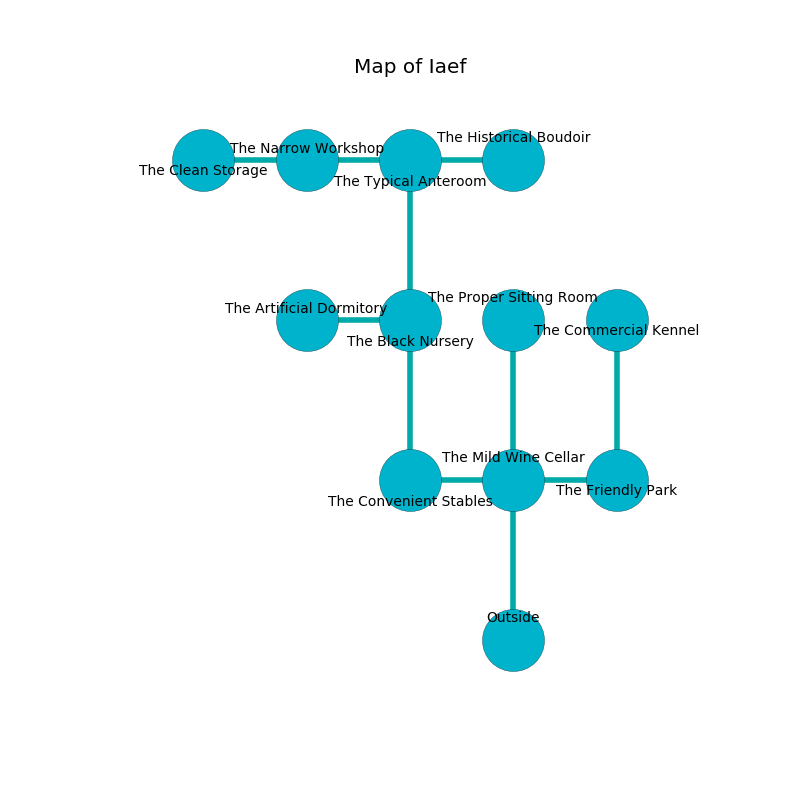 Map of Iaef
The Historical Boudoir
The Narrow Workshop
The Clean Storage
The Typical Anteroom
The Proper Sitting Room
The Artificial Dormitory
The Commercial Kennel
The Black Nursery
The Mild Wine Cellar
The Friendly Park
The Convenient Stables
Outside